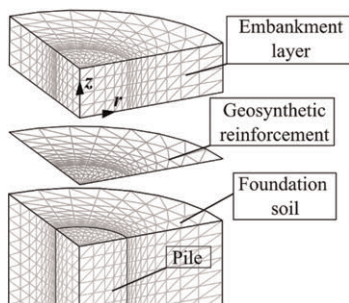 Embankment
layer
z
r
Geosynthetic
reinforcement
Foundation
soil
Pile